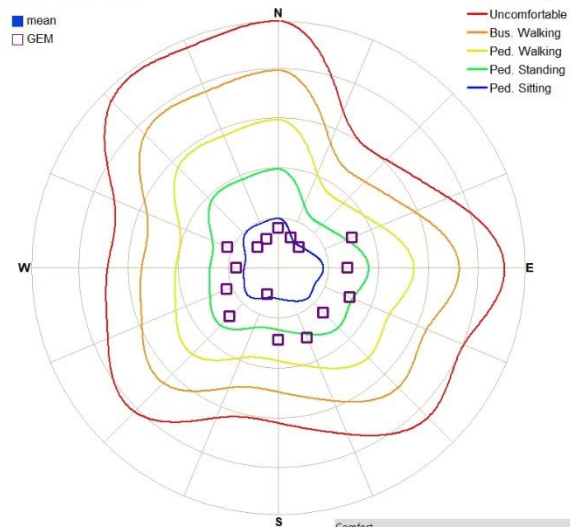 mean
GEM
N
Uncomfortable
Bus. Walking
Ped. Walking
Ped. Standing
Ped. Sitting
W
E
S
Comfort